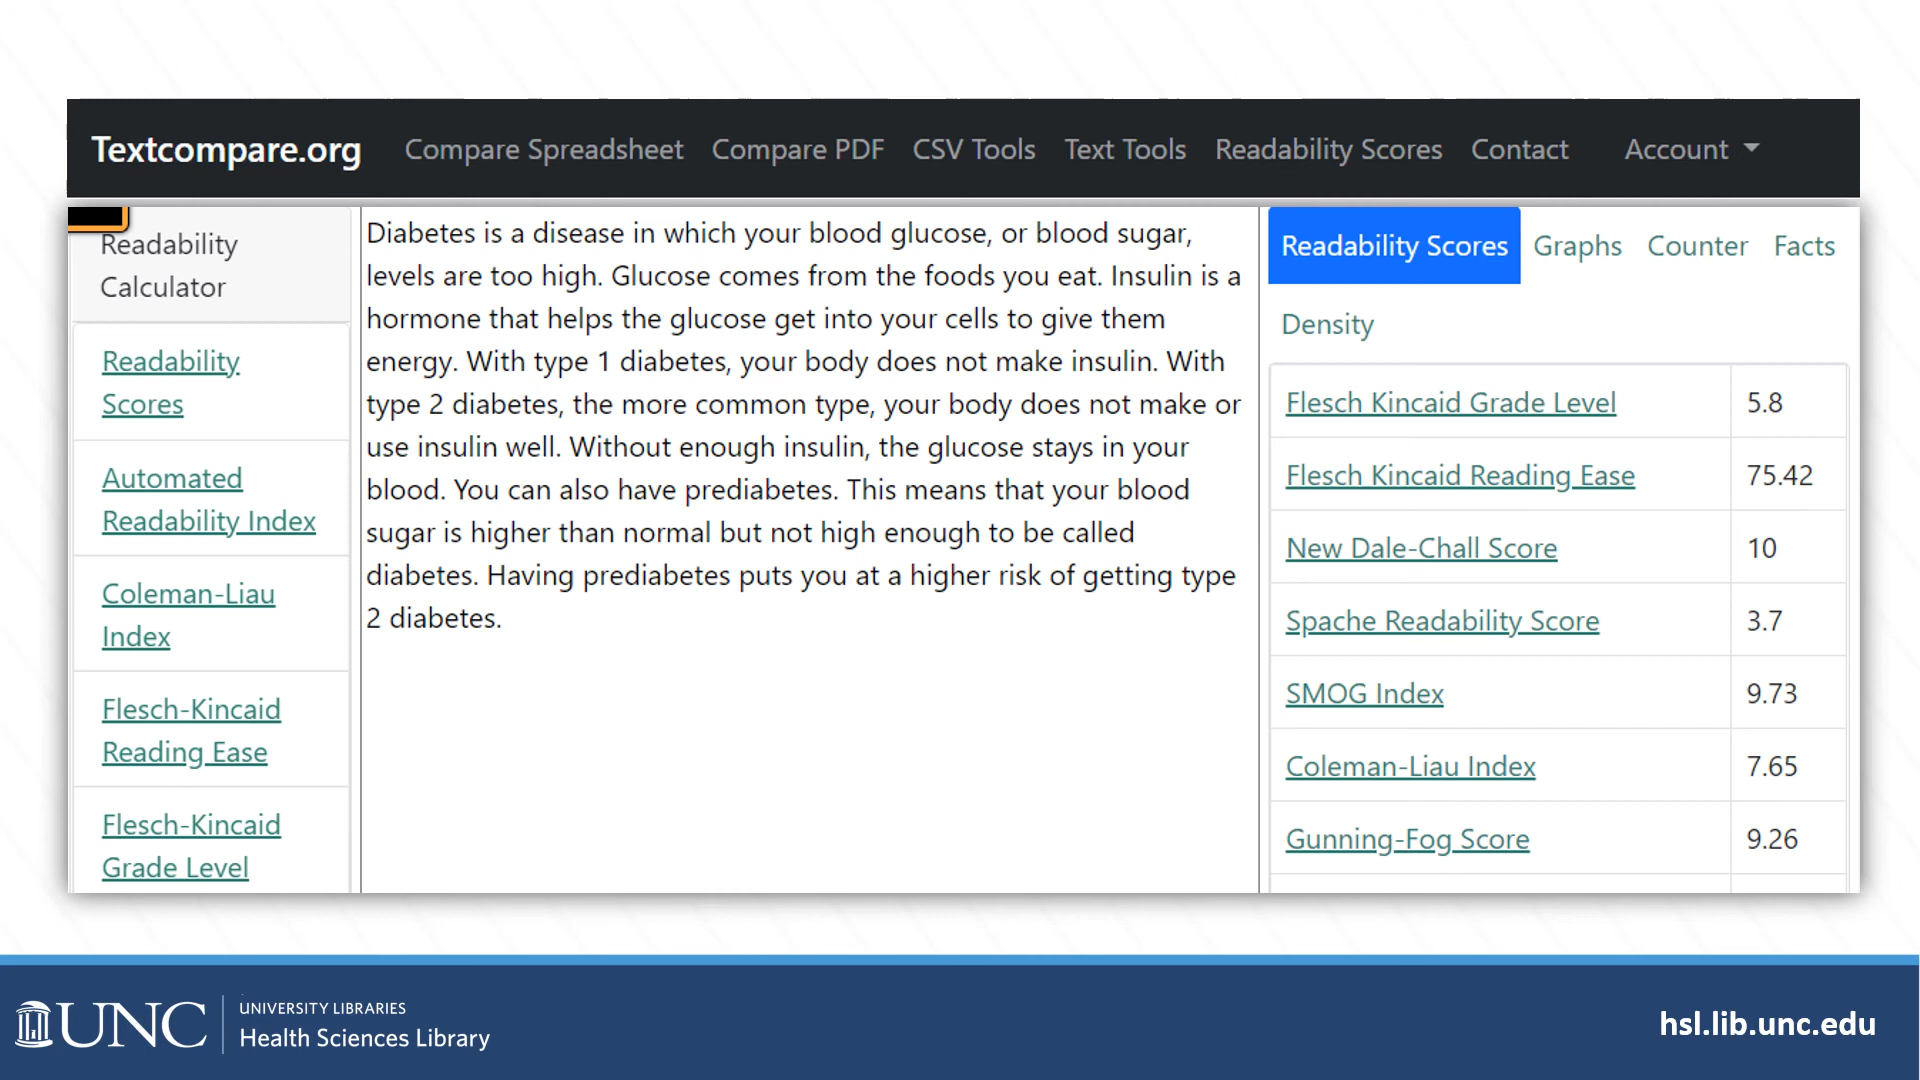 Textcompare.org Compare Spreadsheet Compare PDF CSV Tools Text Tools Readability Scores Contact Account
Readability
Calculator
Readability
Scores
Automated
Readability Index
Coleman-Liau
Index
Flesch-Kincaid
Reading Ease
Flesch-Kincaid
Grade Level
Diabetes is a disease in which your blood glucose, or blood sugar,
levels are too high. Glucose comes from the foods you eat. Insulin is a
hormone that helps the glucose get into your cells to give them
energy. With type 1 diabetes, your body does not make insulin. With
type 2 diabetes, the more common type, your body does not make or
use insulin well. Without enough insulin, the glucose stays in your
blood. You can also have prediabetes. This means that your blood
sugar is higher than normal but not high enough to be called
diabetes. Having prediabetes puts you at a higher risk of getting type
2 diabetes.
Readability Scores Graphs Counter Facts
Density
Flesch Kincaid Grade Level 5.8
Flesch Kincaid Reading Ease 75.42
New Dale-Chall Score 10
Spache Readability Score 3.7
SMOG Index 9.73
Coleman-Liau Index 7.65
Gunning-Fog Score 9.26
UNC
UNIVERSITY LIBRARIES
Health Sciences Library
hsl.lib.unc.edu